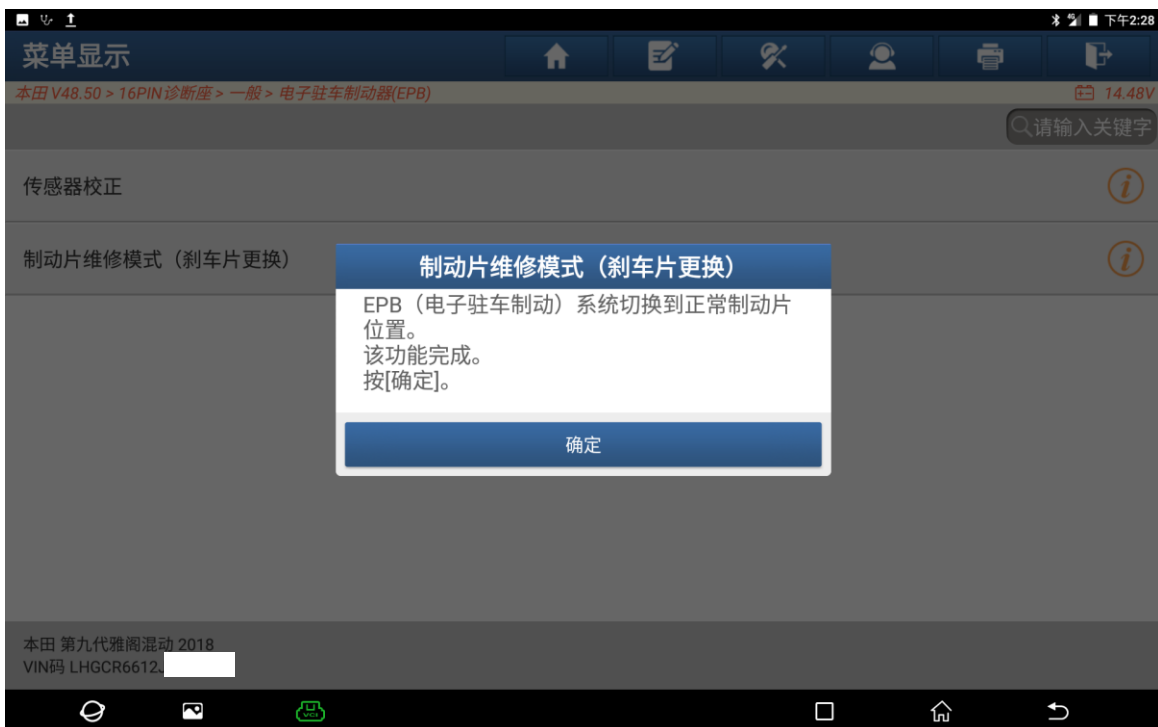 下午2:28
菜单显示
本田 V48.50 > 16PIN诊断座 > 一般 > 电子驻车制动器(EPB)
14.48V
请输入关键字
传感器校正
制动片维修模式（刹车片更换）
制动片维修模式（刹车片更换）
EPB（电子驻车制动）系统切换到正常制动片
位置。
该功能完成。
按[确定]。
确定
本田 第九代雅阁混动 2018
VIN码 LHGCR6612J
VCI